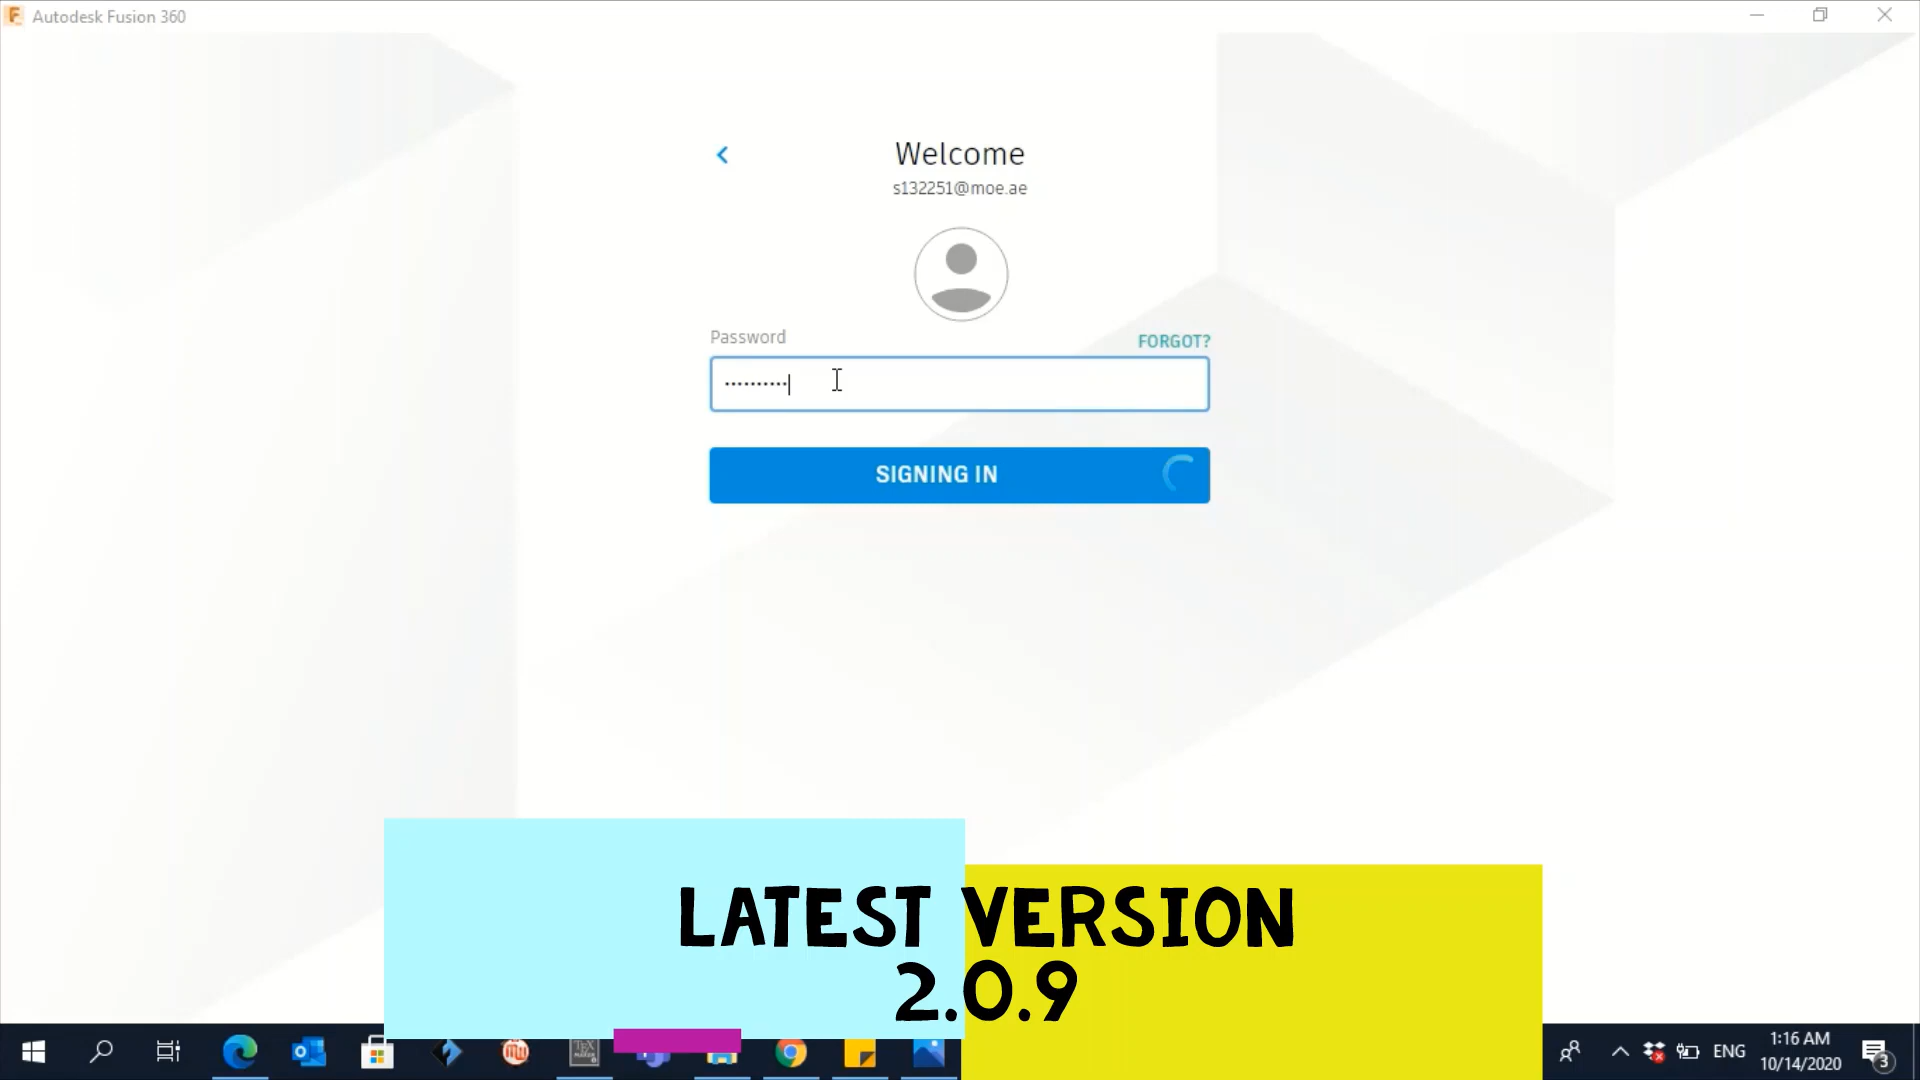 Autodesk Fusion 360
Welcome
s132251@moe.ae
Password
FORGOT?
SIGNING IN
LATEST VERSION
2.0.9
ENG
1:16 AM
10/14/2020
3